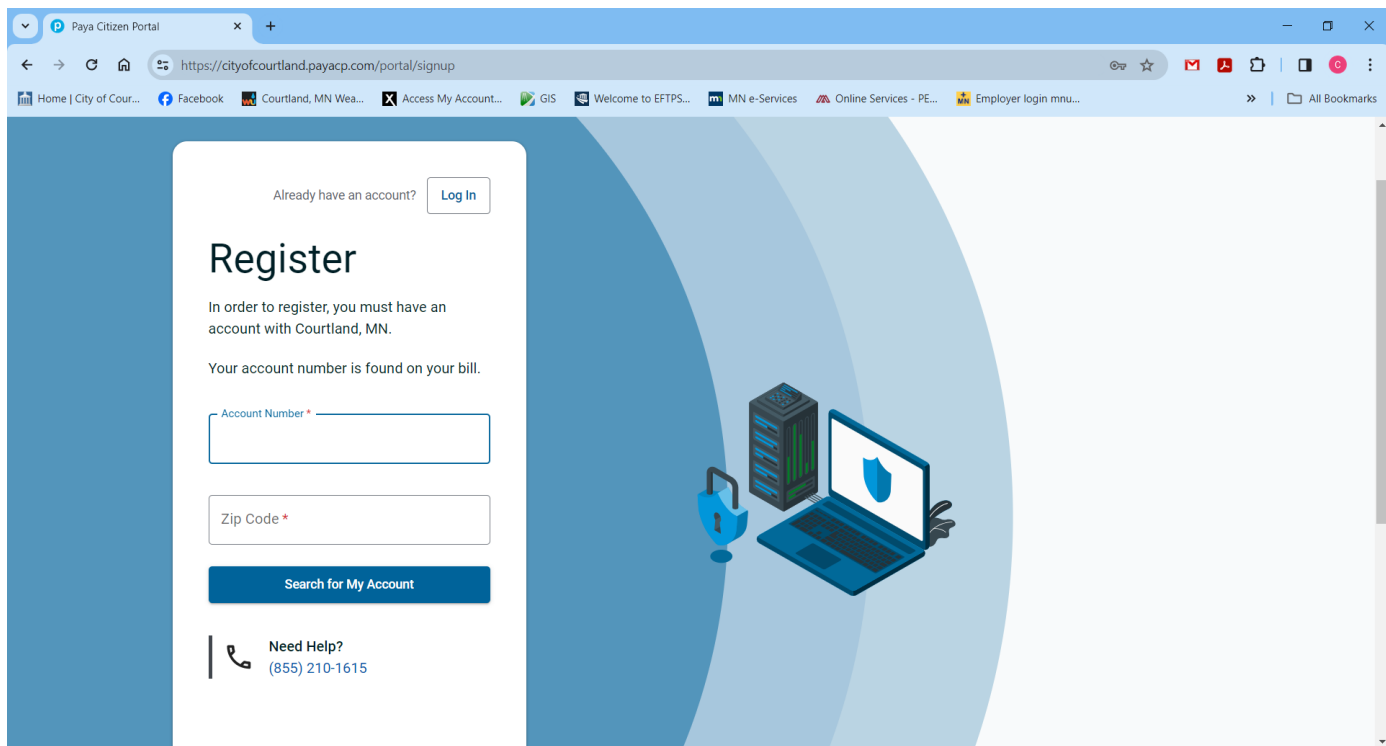 Paya Citizen Portal
https://cityofcourtland.payacp.com/portal/signup
Home | City of Cour...
Facebook
Courtland, MN Wea...
Access My Account...
GIS
Welcome to EFTPS...
MN e-Services
Online Services - PE...
Employer login mnu...
All Bookmarks
Already have an account?
Log In
Register
In order to register, you must have an
account with Courtland, MN.
Your account number is found on your bill.
Account Number *
Zip Code *
Search for My Account
Need Help?
(855) 210-1615